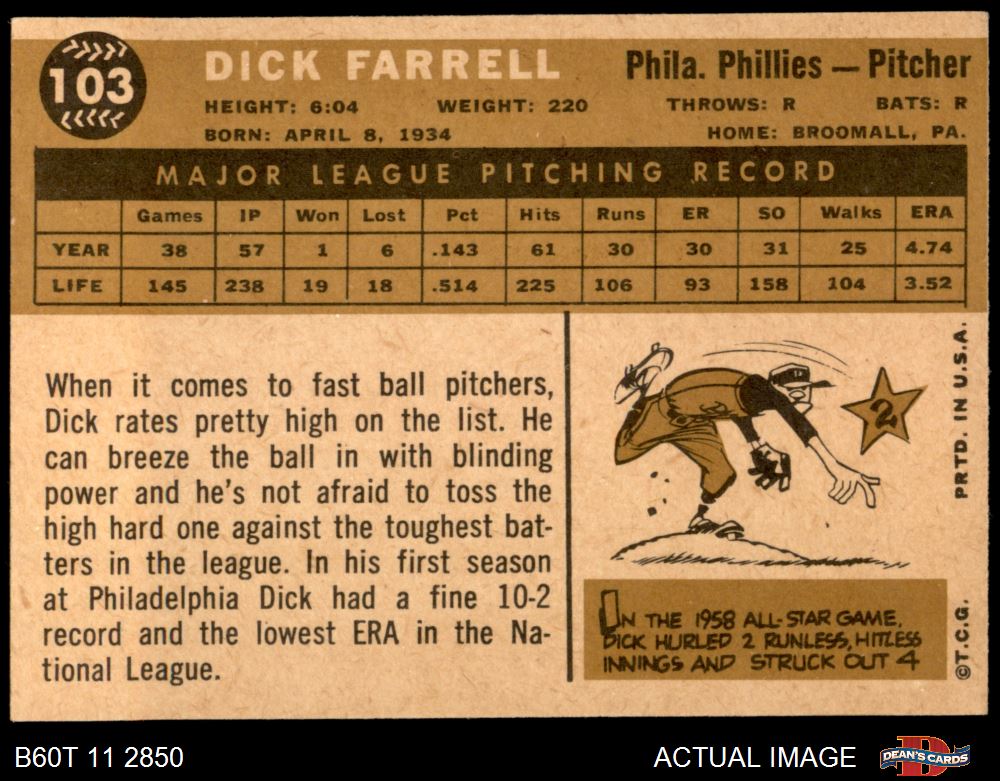 103
DICK FARRELL
Phila. Phillies — Pitcher
HEIGHT: 6:04 WEIGHT: 220 THROWS: R BATS: R
BORN: APRIL 8, 1934 HOME: BROOMALL, PA.
MAJOR LEAGUE PITCHING RECORD
Games IP Won Lost Pct Hits Runs ER SO Walks ERA
YEAR 38 57 1 6 .143 61 30 30 31 25 4.74
LIFE 145 238 19 18 .514 225 106 93 158 104 3.52
When it comes to fast ball pitchers,
Dick rates pretty high on the list. He
can breeze the ball in with blinding
power and he's not afraid to toss the
high hard one against the toughest bat-
ters in the league. In his first season
at Philadelphia Dick had a fine 10-2
record and the lowest ERA in the Na-
tional League.
2
IN THE 1958 ALL-STAR GAME,
DICK HURLED 2 RUNLESS, HITLESS
INNINGS AND STRUCK OUT 4
PRTD. IN U.S.A.
©T.C.G.
B60T 11 2850
ACTUAL IMAGE
DEAN'S CARDS